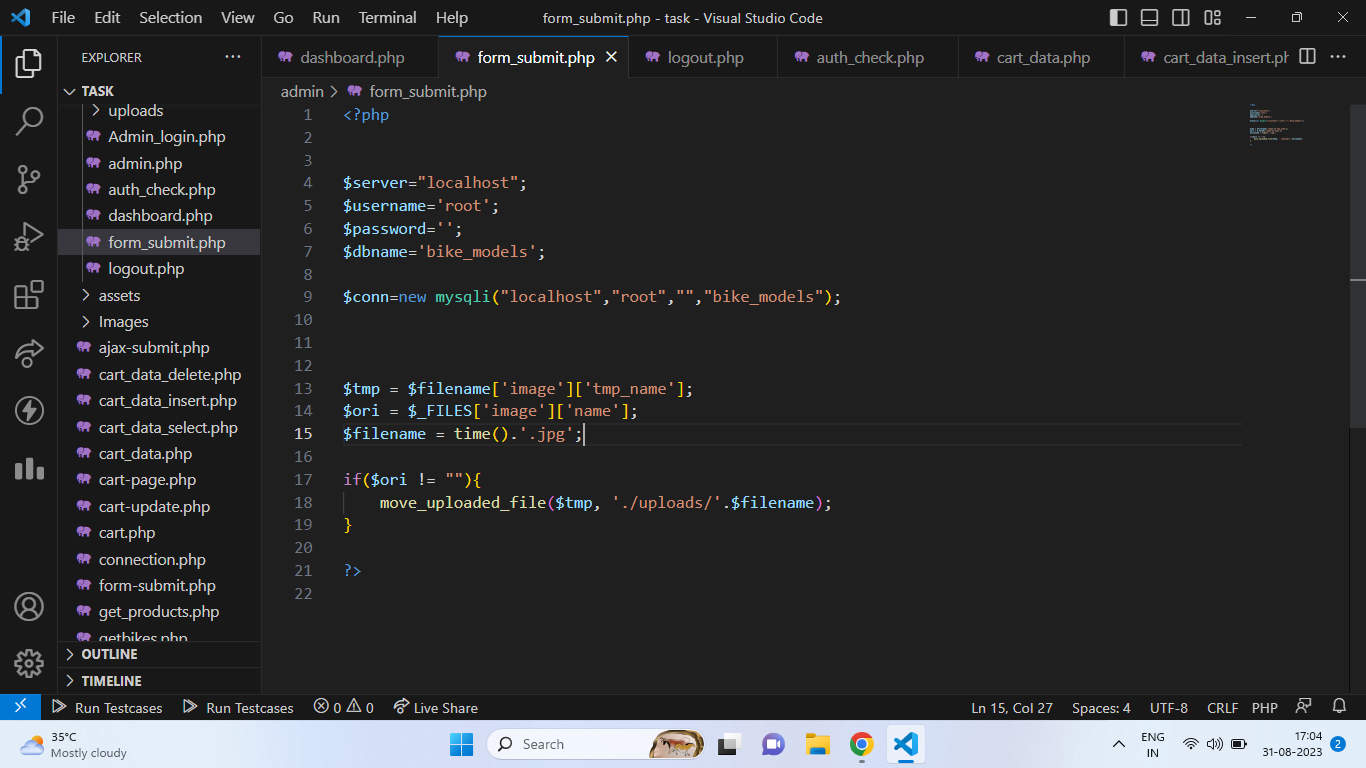 File Edit Selection View Go Run Terminal Help form_submit.php - task - Visual Studio Code
EXPLORER
dashboard.php form_submit.php logout.php auth_check.php cart_data.php cart_data_insert.ph
TASK
uploads
Admin_login.php
admin.php
auth_check.php
dashboard.php
form_submit.php
logout.php
assets
Images
ajax-submit.php
cart_data_delete.php
cart_data_insert.php
cart_data_select.php
cart_data.php
cart-page.php
cart-update.php
cart.php
connection.php
form-submit.php
get_products.php
getbikes.php
OUTLINE
TIMELINE
admin > form_submit.php
1 <?php
2
3
4 $server="localhost";
5 $username='root';
6 $password='';
7 $dbname='bike_models';
8
9 $conn=new mysqli("localhost","root","","bike_models");
10
11
12
13 $tmp = $filename['image']['tmp_name'];
14 $ori = $_FILES['image']['name'];
15 $filename = time().'.jpg';
16
17 if($ori != ""){
18     move_uploaded_file($tmp, './uploads/'.$filename);
19 }
20
21 ?>
22
Run Testcases Run Testcases 0 0 Live Share Ln 15, Col 27 Spaces: 4 UTF-8 CRLF PHP
35°C
Mostly cloudy
Search
ENG
IN
17:04
31-08-2023
2